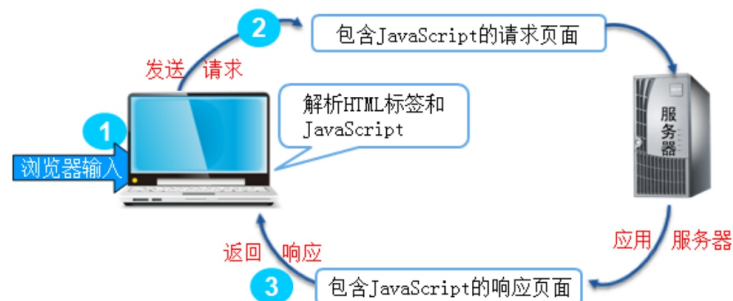 2
包含JavaScript的请求页面
发送 请求
解析HTML标签和
JavaScript
服务器
1
浏览器输入
返回 响应
应用 服务器
3
包含JavaScript的响应页面